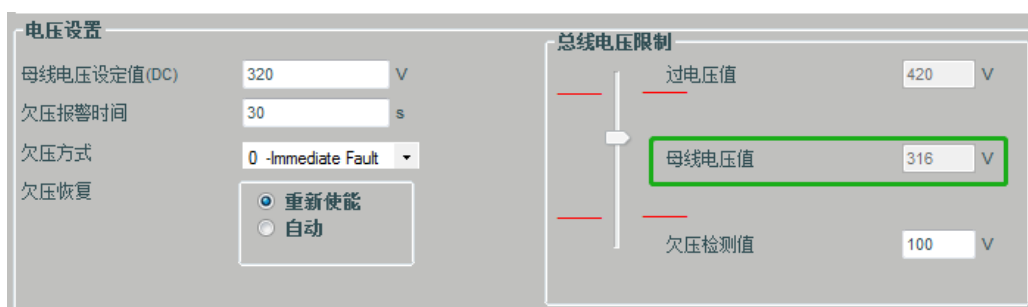 电压设置
母线电压设定值(DC) 320 V
欠压报警时间 30 s
欠压方式 0 -Immediate Fault
欠压恢复
重新使能
自动
总线电压限制
过电压值 420 V
母线电压值 316 V
欠压检测值 100 V